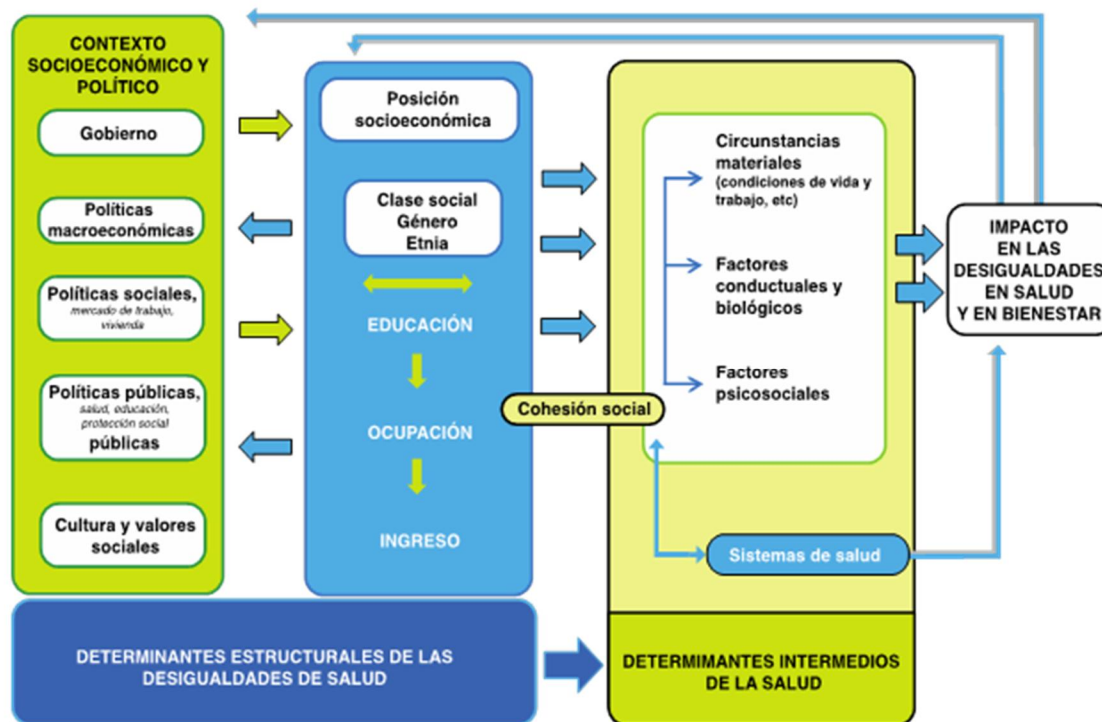 CONTEXTO
SOCIOECONÓMICO Y
POLÍTICO
Gobierno
Políticas
macroeconómicas
Políticas sociales,
mercado de trabajo,
vivienda
Políticas públicas,
salud, educación,
protección social
públicas
Cultura y valores
sociales
Posición
socioeconómica
Clase social
Género
Etnia
EDUCACIÓN
OCUPACIÓN
INGRESO
Cohesión social
Circunstancias
materiales
(condiciones de vida y
trabajo, etc)
Factores
conductuales y
biológicos
Factores
psicosociales
Sistemas de salud
IMPACTO
EN LAS
DESIGUALDADES
EN SALUD
Y EN BIENESTAR
DETERMINANTES ESTRUCTURALES DE LAS
DESIGUALDADES DE SALUD
DETERMIMANTES INTERMEDIOS
DE LA SALUD